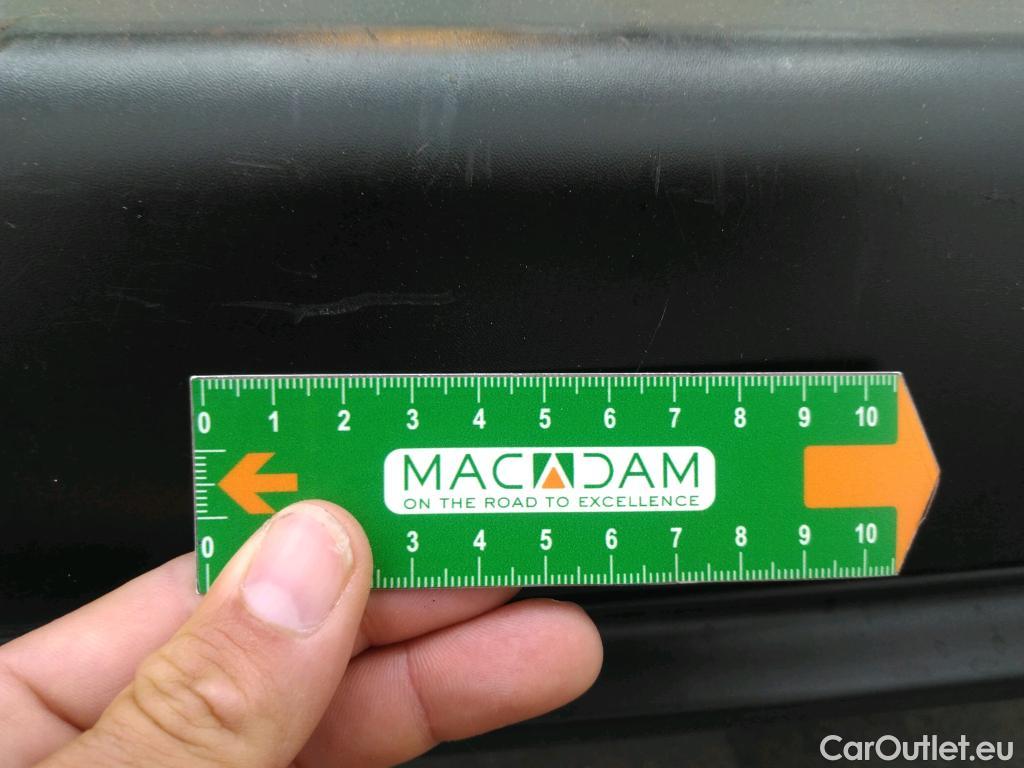 0 1 2 3 4 5 6 7 8 9 10
MACADAM
ON THE ROAD TO EXCELLENCE
0 3 4 5 6 7 8 9 10
CarOutlet.eu